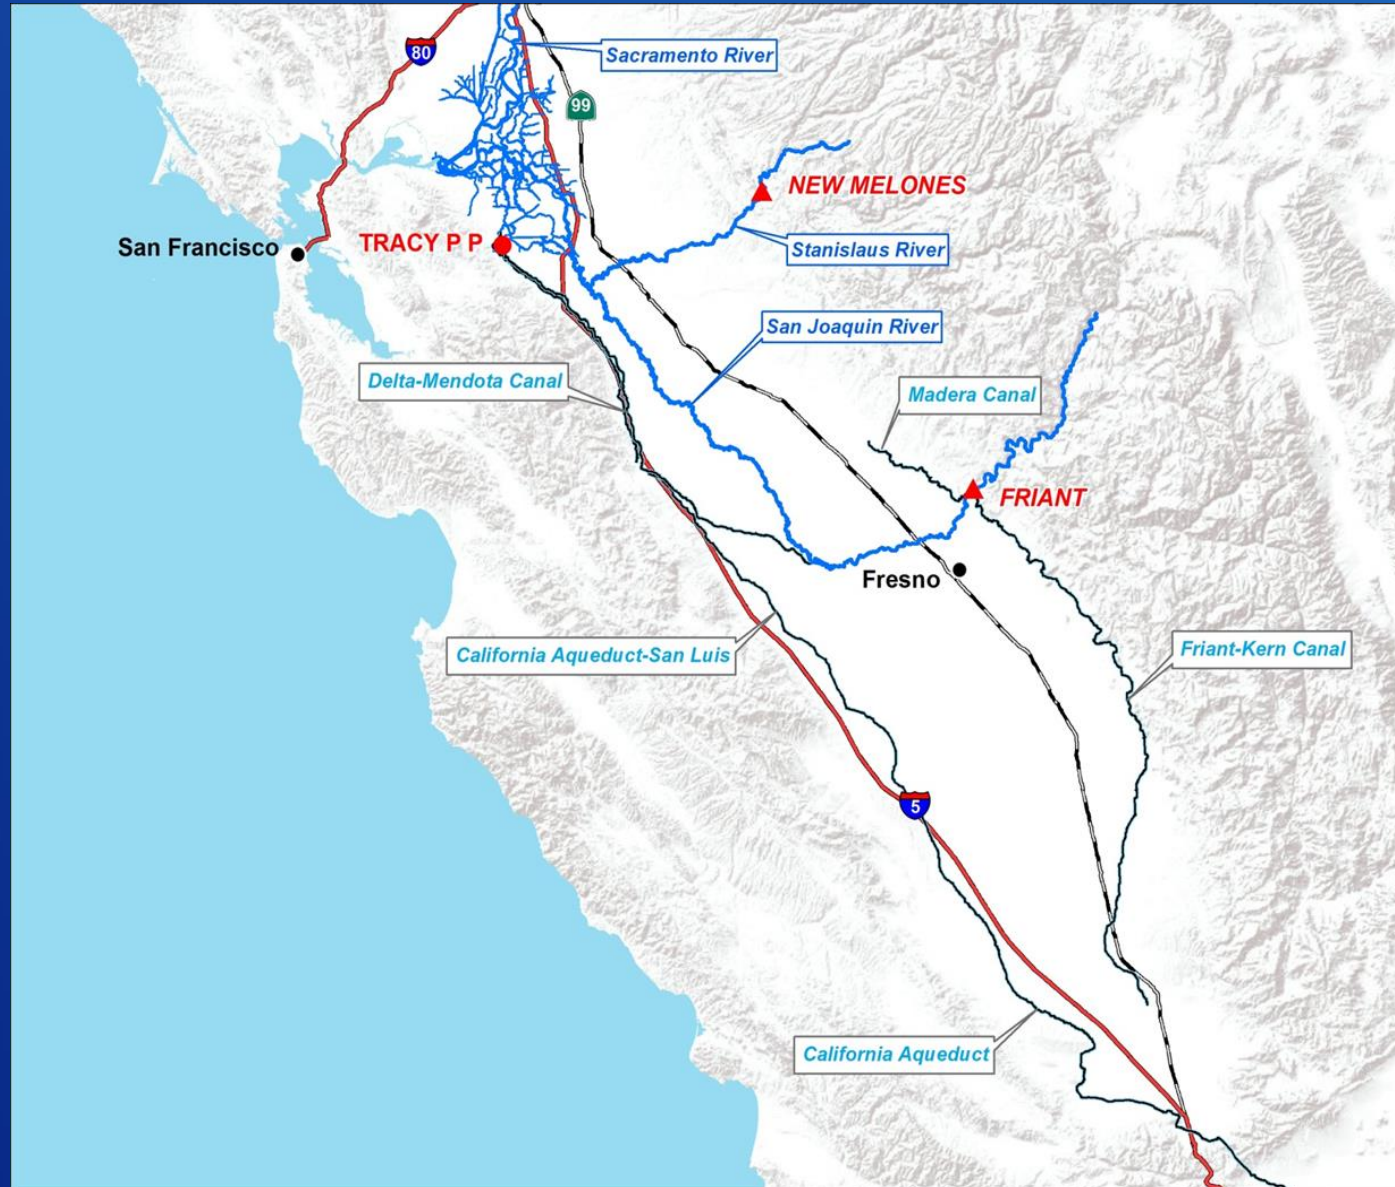 80
Sacramento River
99
NEW MELONES
San Francisco
TRACY P P
Stanislaus River
San Joaquin River
Delta-Mendota Canal
Madera Canal
FRIANT
Fresno
California Aqueduct-San Luis
Friant-Kern Canal
5
California Aqueduct